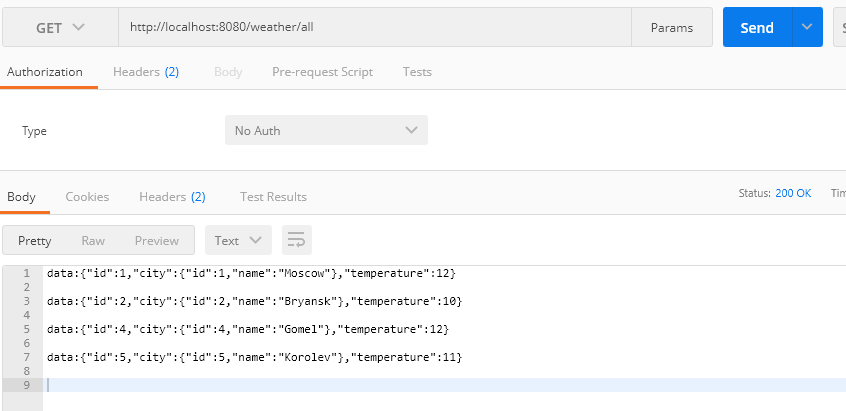 GET http://localhost:8080/weather/all Params Send S
Authorization Headers (2) Body Pre-request Script Tests
Type No Auth
Body Cookies Headers (2) Test Results Status: 200 OK Tim
Pretty Raw Preview Text
1 data:{"id":1,"city":{"id":1,"name":"Moscow"},"temperature":12}
2
3 data:{"id":2,"city":{"id":2,"name":"Bryansk"},"temperature":10}
4
5 data:{"id":4,"city":{"id":4,"name":"Gomel"},"temperature":12}
6
7 data:{"id":5,"city":{"id":5,"name":"Korolev"},"temperature":11}
8
9